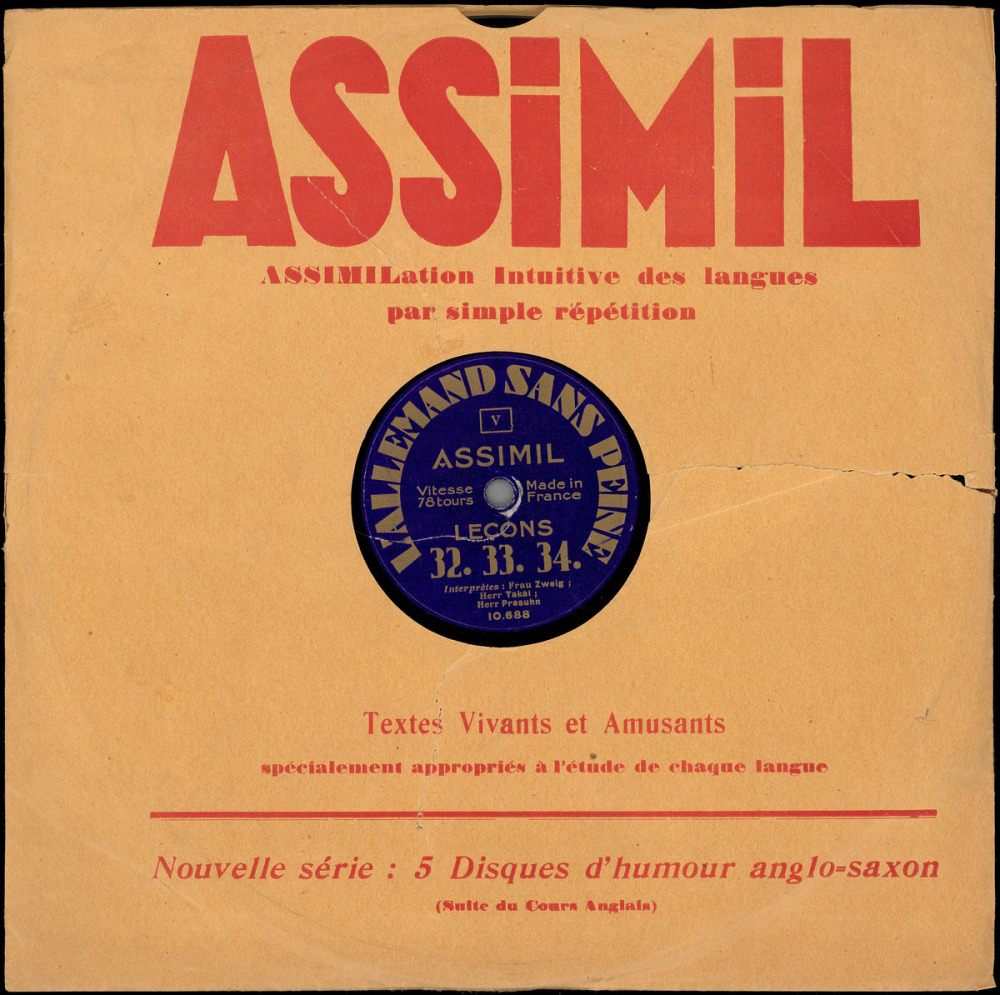 ASSiMiL
ASSIMILation Intuitive des langues
par simple répétition
L'ALLEMAND SANS PEINE
V
ASSIMIL
Vitesse
78 tours
Made in
France
LEÇONS
32. 33. 34.
Interprètes : Frau Zweig ;
Herr Takal ;
Herr Prasuhn
10.688
Textes Vivants et Amusants
spécialement appropriés à l'étude de chaque langue
Nouvelle série : 5 Disques d'humour anglo-saxon
(Suite du Cours Anglais)